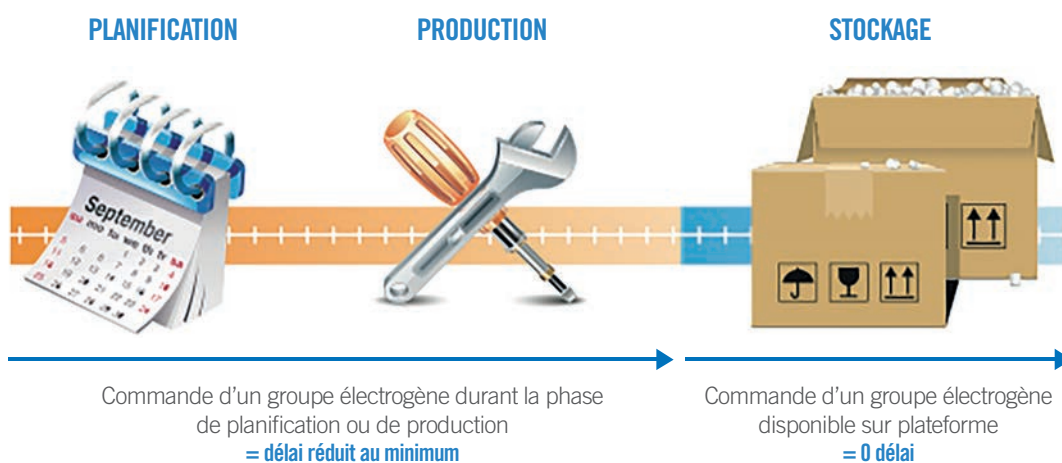 PLANIFICATION
PRODUCTION
STOCKAGE
September
Commande d’un groupe électrogène durant la phase
de planification ou de production
= délai réduit au minimum
Commande d’un groupe électrogène
disponible sur plateforme
= 0 délai